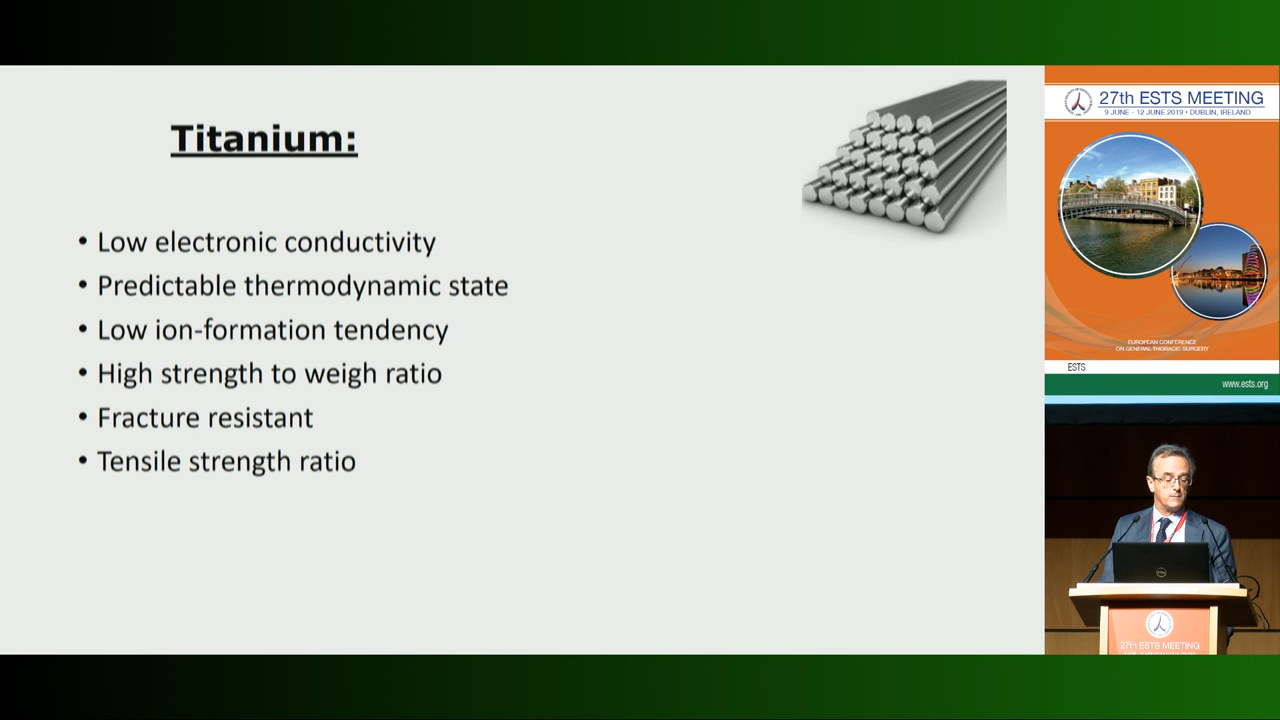 Titanium:
• Low electronic conductivity
• Predictable thermodynamic state
• Low ion-formation tendency
• High strength to weigh ratio
• Fracture resistant
• Tensile strength ratio
27th ESTS MEETING
9 JUNE - 12 JUNE 2019 • DUBLIN, IRELAND
EUROPEAN CONFERENCE
ON GENERAL THORACIC SURGERY
ESTS
www.ests.org
DELL
27th ESTS MEETING